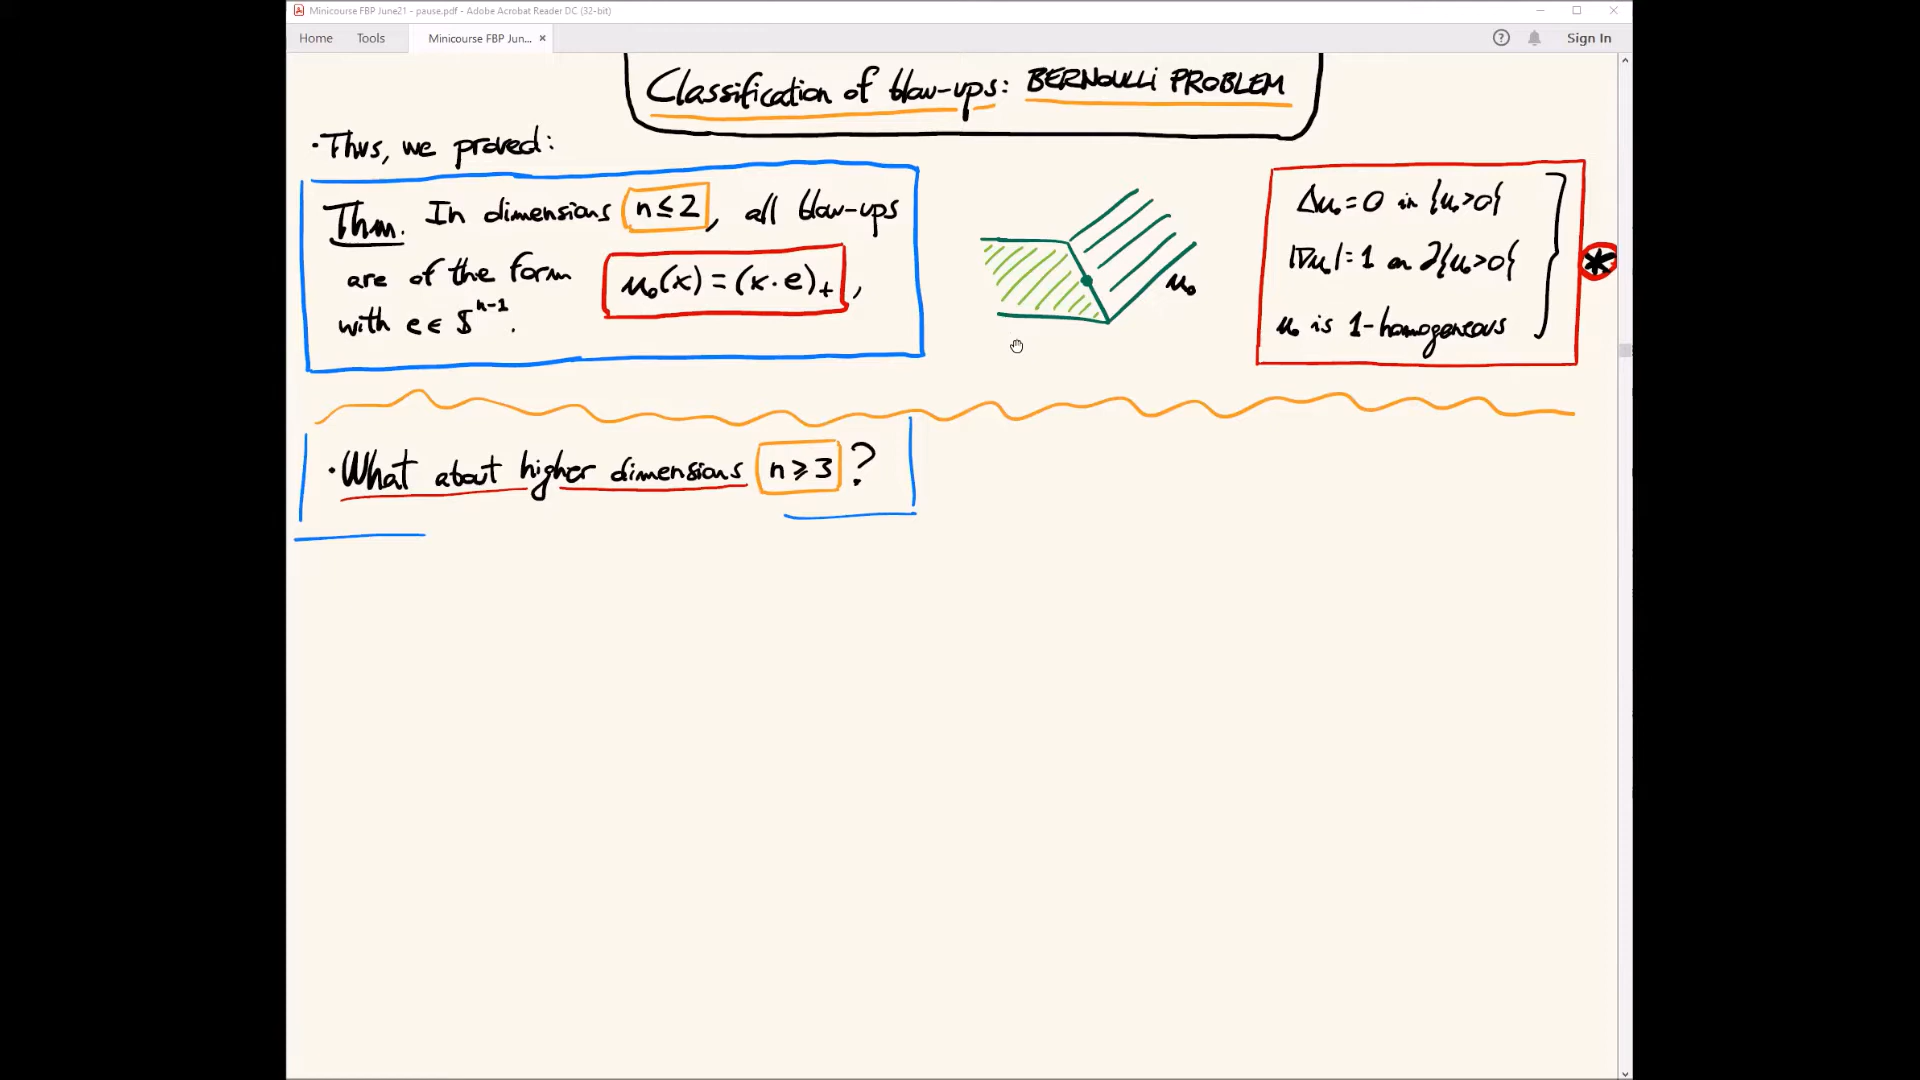 Minicourse FBP June21 - pause.pdf - Adobe Acrobat Reader DC (32-bit)
Home Tools Minicourse FBP Jun... × Sign In
Classification of blow-ups: BERNOULLI PROBLEM
· Thus, we proved:
Thm. In dimensions n≤2, all blow-ups
are of the form u₀(x) = (x·e)₊,
with e ∈ 𝕊ⁿ⁻¹.
u₀
Δu₀ = 0 in {u₀>0}
|∇u₀| = 1 on ∂{u₀>0}
u₀ is 1-homogeneous
*
· What about higher dimensions n ≥ 3 ?